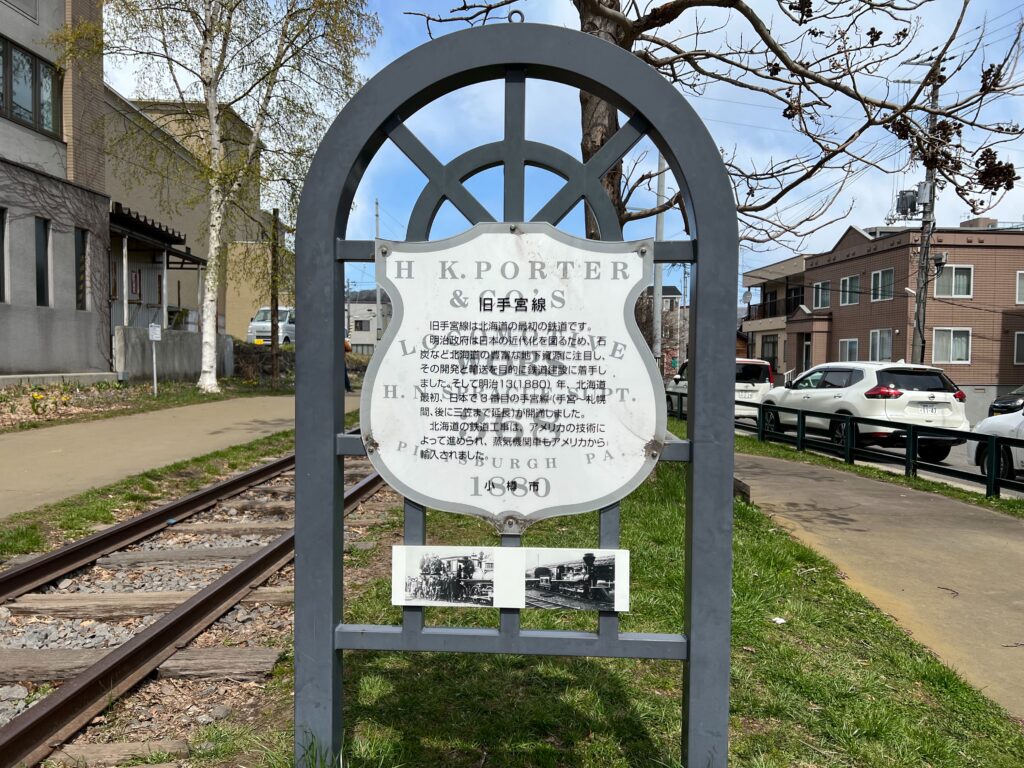 H K.PORTER
& CO'S
旧手宮線
旧手宮線は北海道の最初の鉄道です。
明治政府は日本の近代化を図るため、石
炭など北海道の豊富な地下資源に注目し、
その開発と輸送を目的に鉄道建設に着手し
ました。そして明治13(1880)年、北海道
最初、日本で3番目の手宮線(手宮-札幌
間、後に三笠まで延長)が開通しました。
北海道の鉄道工事は、アメリカの技術に
よって進められ、蒸気機関車もアメリカから
輸入されました。
PITTSBURGH PA.
小樽市
1880